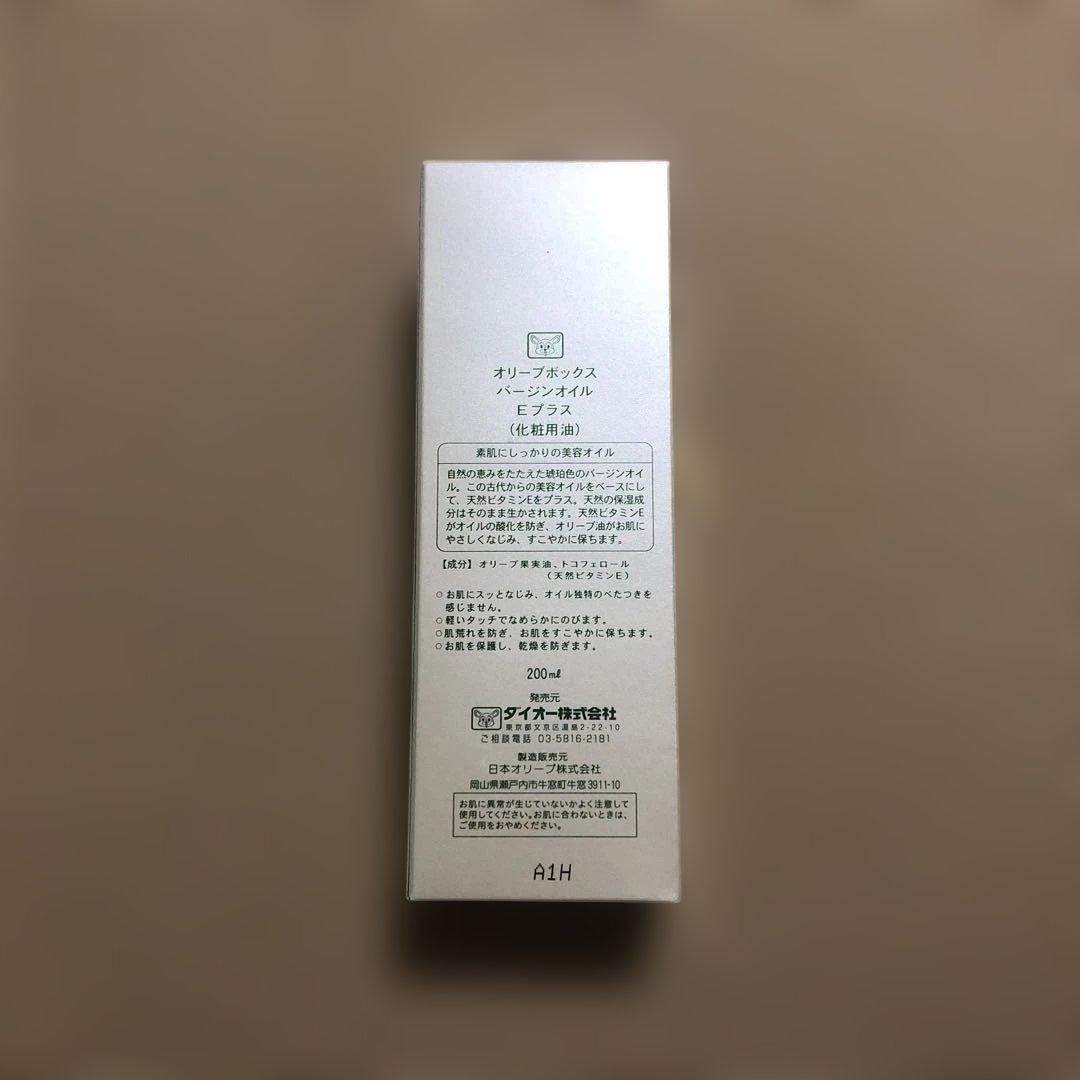 オリーブボックス
バージンオイル
Eプラス
(化粧用油)
素肌にしっかりの美容オイル
自然の恵みをたたえた琥珀色のバージンオイ
ル。この古代からの美容オイルをベースにし
て、天然ビタミンEをプラス。天然の保湿成
分はそのまま生かされます。天然ビタミンE
がオイルの酸化を防ぎ、オリーブ油がお肌に
やさしくなじみ、すこやかに保ちます。
【成分】オリーブ果実油、トコフェロール
(天然ビタミンE)
○お肌にスッとなじみ、オイル独特のべたつきを
感じません。
○軽いタッチでなめらかにのびます。
○肌荒れを防ぎ、お肌をすこやかに保ちます。
○お肌を保護し、乾燥を防ぎます。
200mℓ
発売元
ダイオー株式会社
東京都文京区湯島2-22-10
ご相談電話 03-5816-2181
製造販売元
日本オリーブ株式会社
岡山県瀬戸内市牛窓町牛窓3911-10
お肌に異常が生じていないかよく注意して
使用してください。お肌に合わないときは、
ご使用をおやめください。
A1H